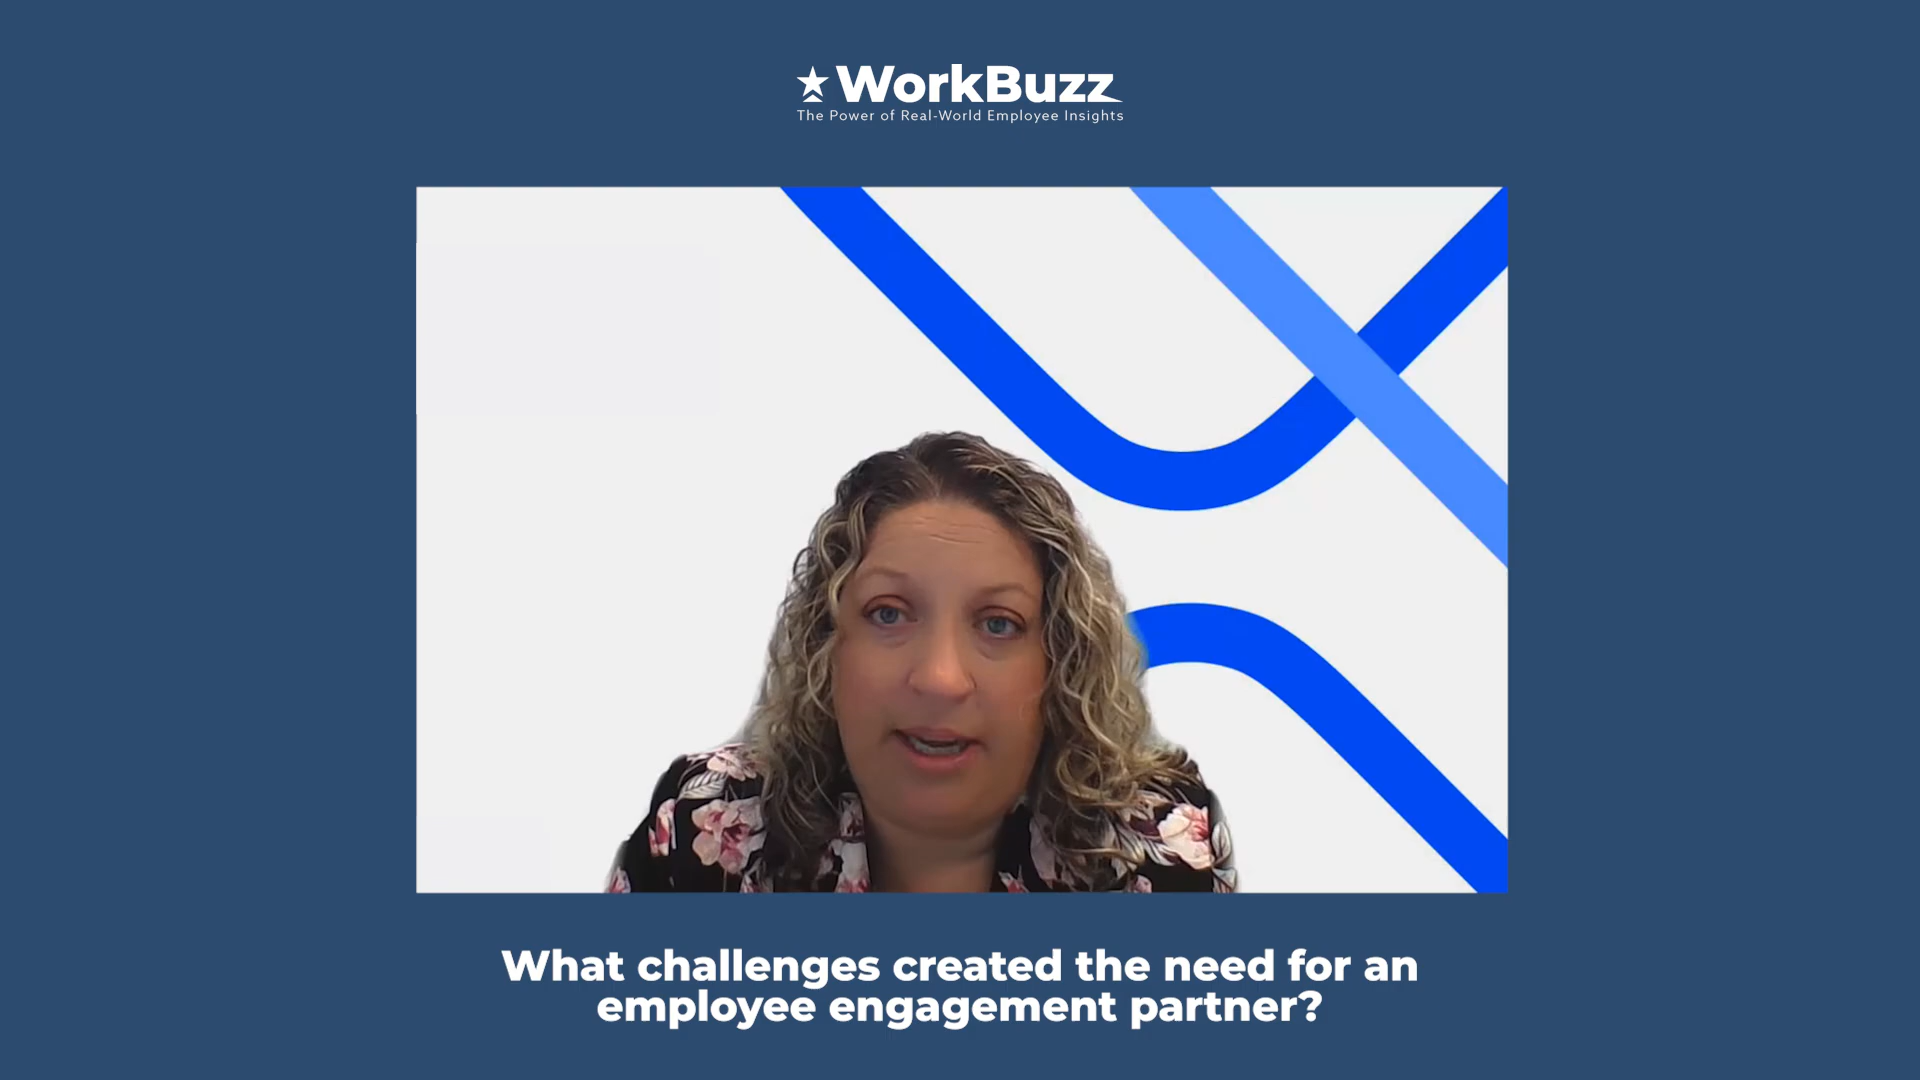 WorkBuzz
The Power of Real-World Employee Insights
What challenges created the need for an
employee engagement partner?